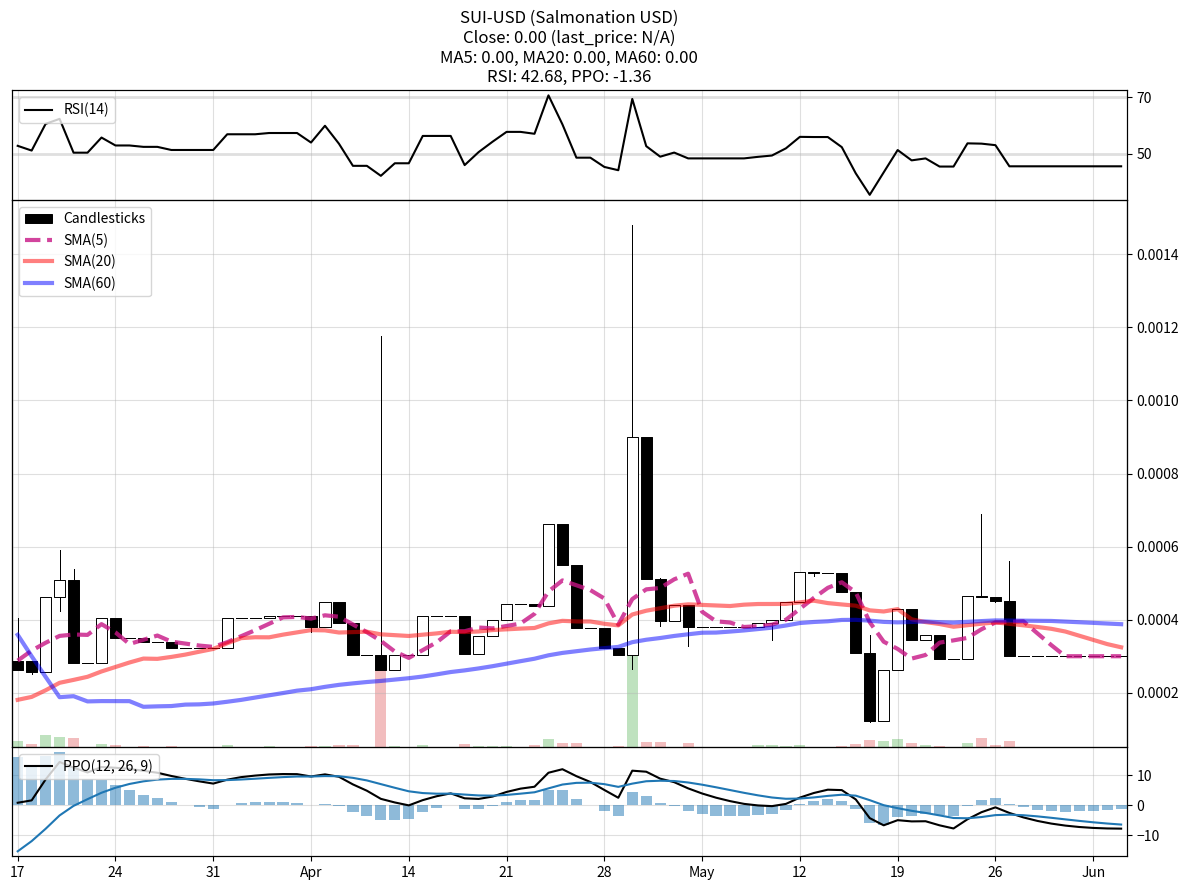 SUI-USD (Salmonation USD)
Close: 0.00 (last_price: N/A)
MA5: 0.00, MA20: 0.00, MA60: 0.00
RSI: 42.68, PPO: -1.36
RSI(14)
70
50
Candlesticks
SMA(5)
SMA(20)
SMA(60)
0.0014
0.0012
0.0010
0.0008
0.0006
0.0004
0.0002
PPO(12, 26, 9)
10
0
−10
17 24 31 Apr 14 21 28 May 12 19 26 Jun